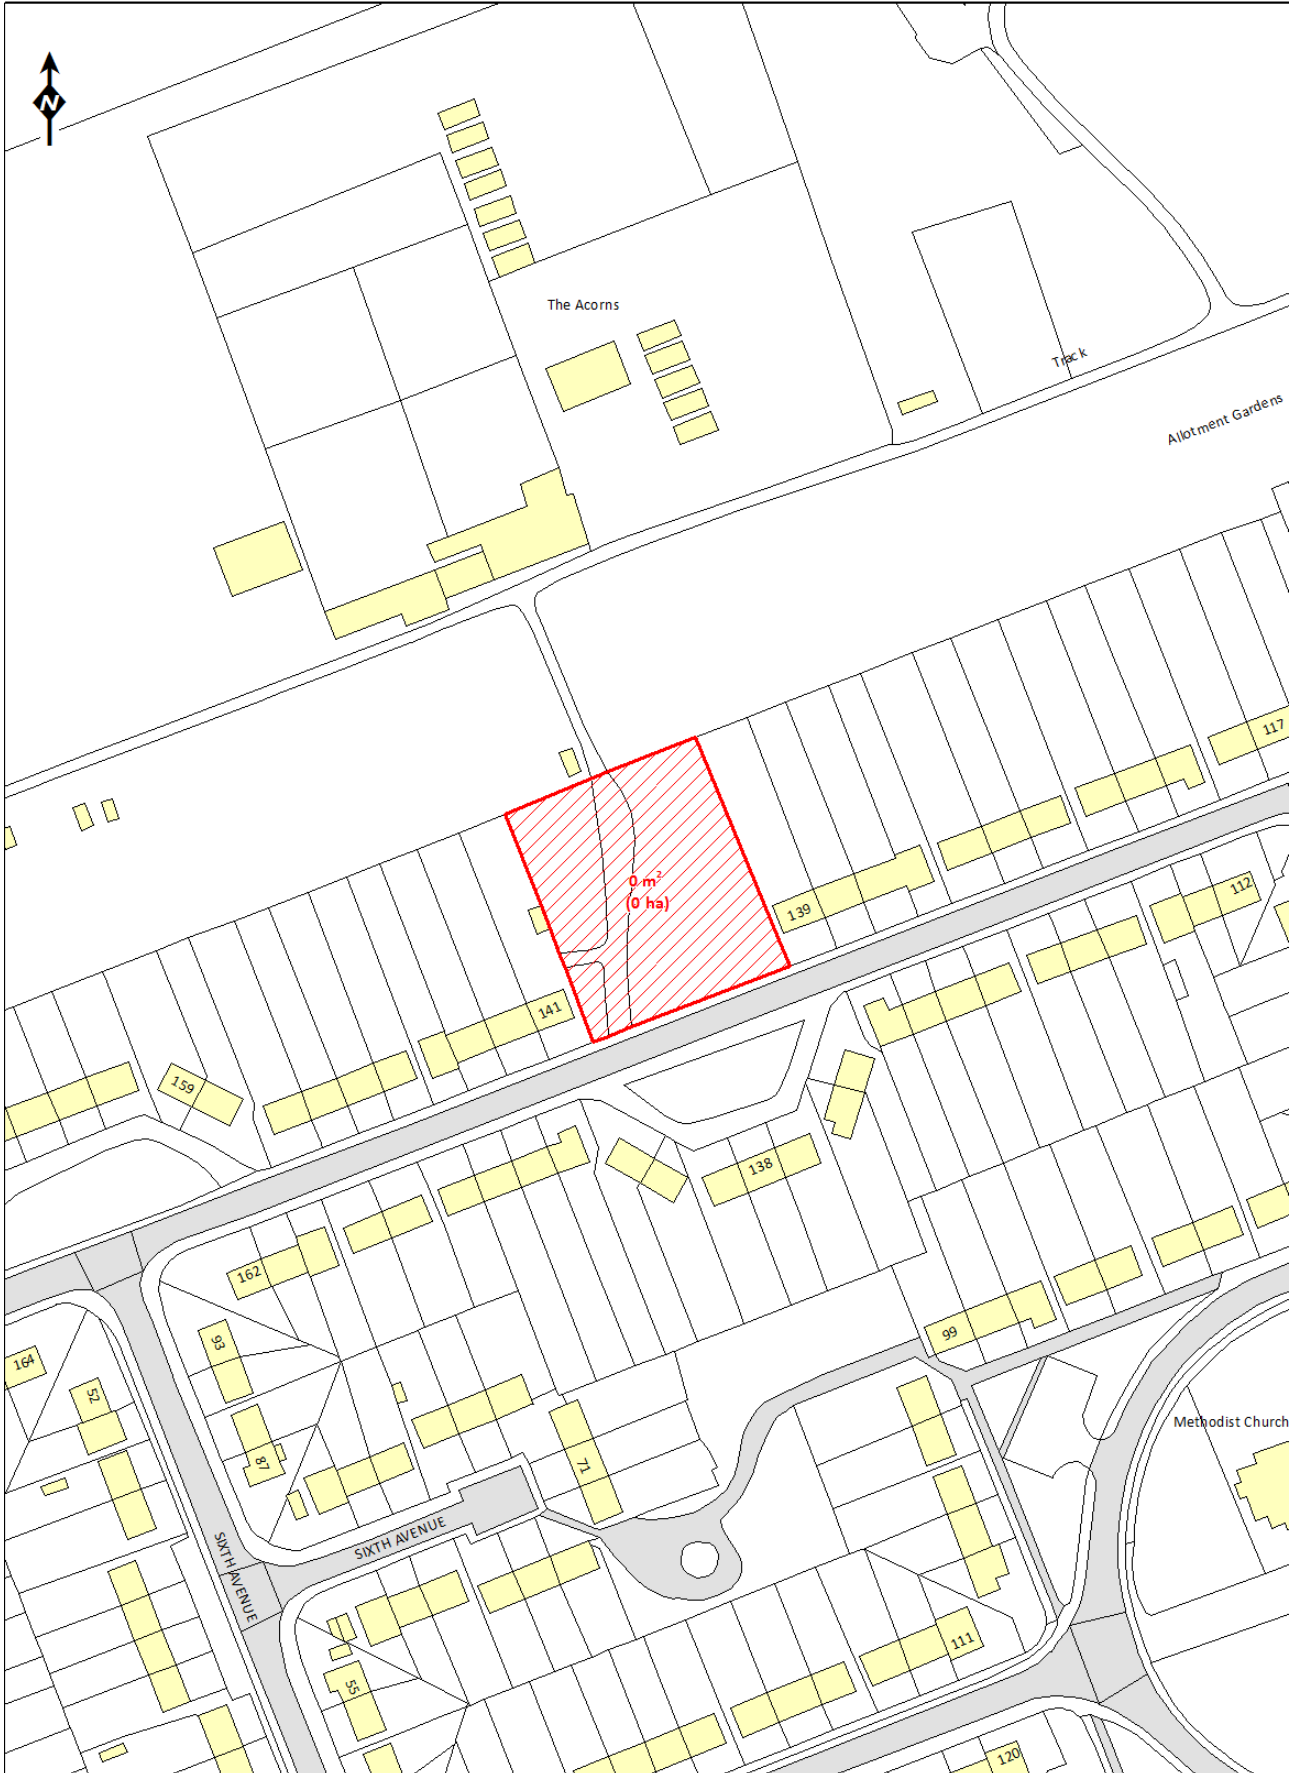 N
The Acorns
Track
Allotment Gardens
117
0 m²
(0 ha)
139
112
141
159
138
162
99
93
164
52
Methodist Church
87
71
SIXTH AVENUE
SIXTH AVENUE
111
55
120